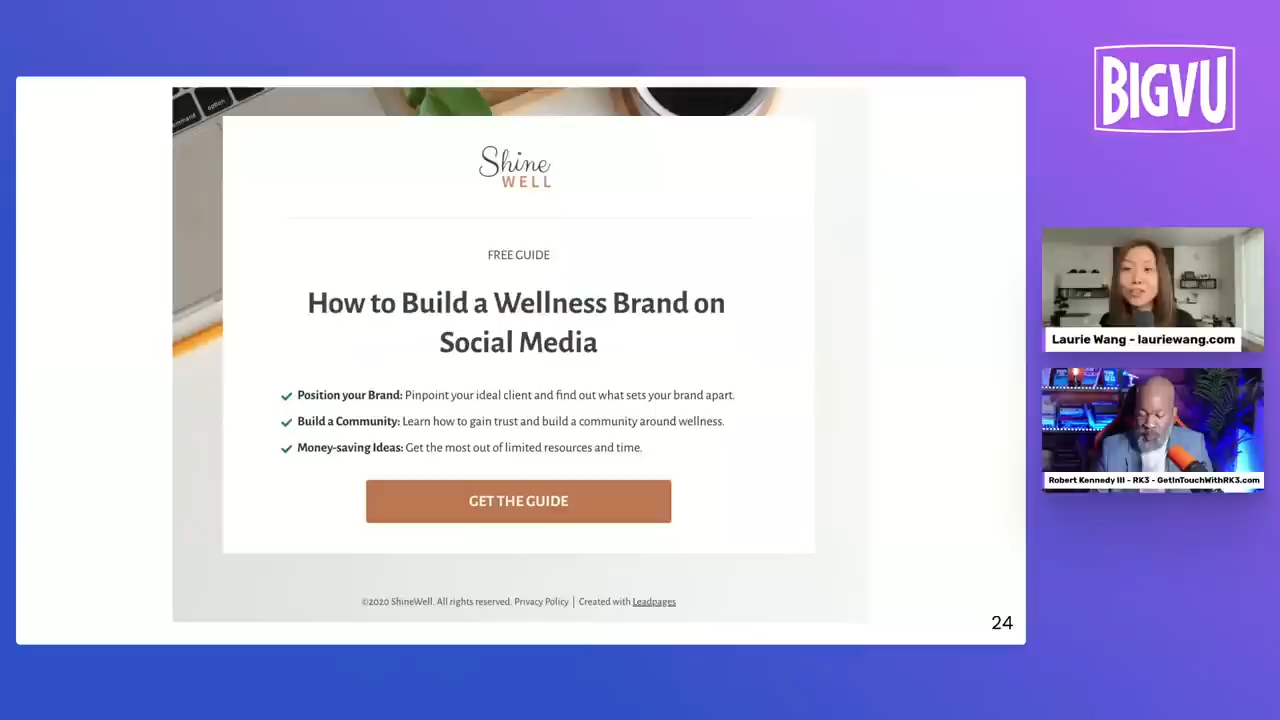 BIGVU
command
option
Shine
WELL
FREE GUIDE
How to Build a Wellness Brand on
Social Media
Position your Brand: Pinpoint your ideal client and find out what sets your brand apart.
Build a Community: Learn how to gain trust and build a community around wellness.
Money-saving Ideas: Get the most out of limited resources and time.
GET THE GUIDE
©2020 ShineWell. All rights reserved. Privacy Policy | Created with Leadpages
24
Laurie Wang - lauriewang.com
Robert Kennedy III - RK3 - GetInTouchWithRK3.com